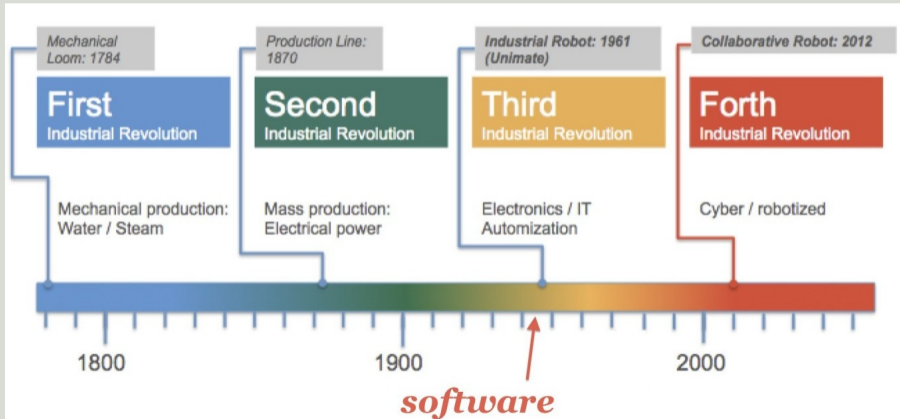 Mechanical
Loom: 1784
First
Industrial Revolution
Mechanical production:
Water / Steam
Production Line:
1870
Second
Industrial Revolution
Mass production:
Electrical power
Industrial Robot: 1961
(Unimate)
Third
Industrial Revolution
Electronics / IT
Automization
Collaborative Robot: 2012
Forth
Industrial Revolution
Cyber / robotized
1800
1900
2000
software